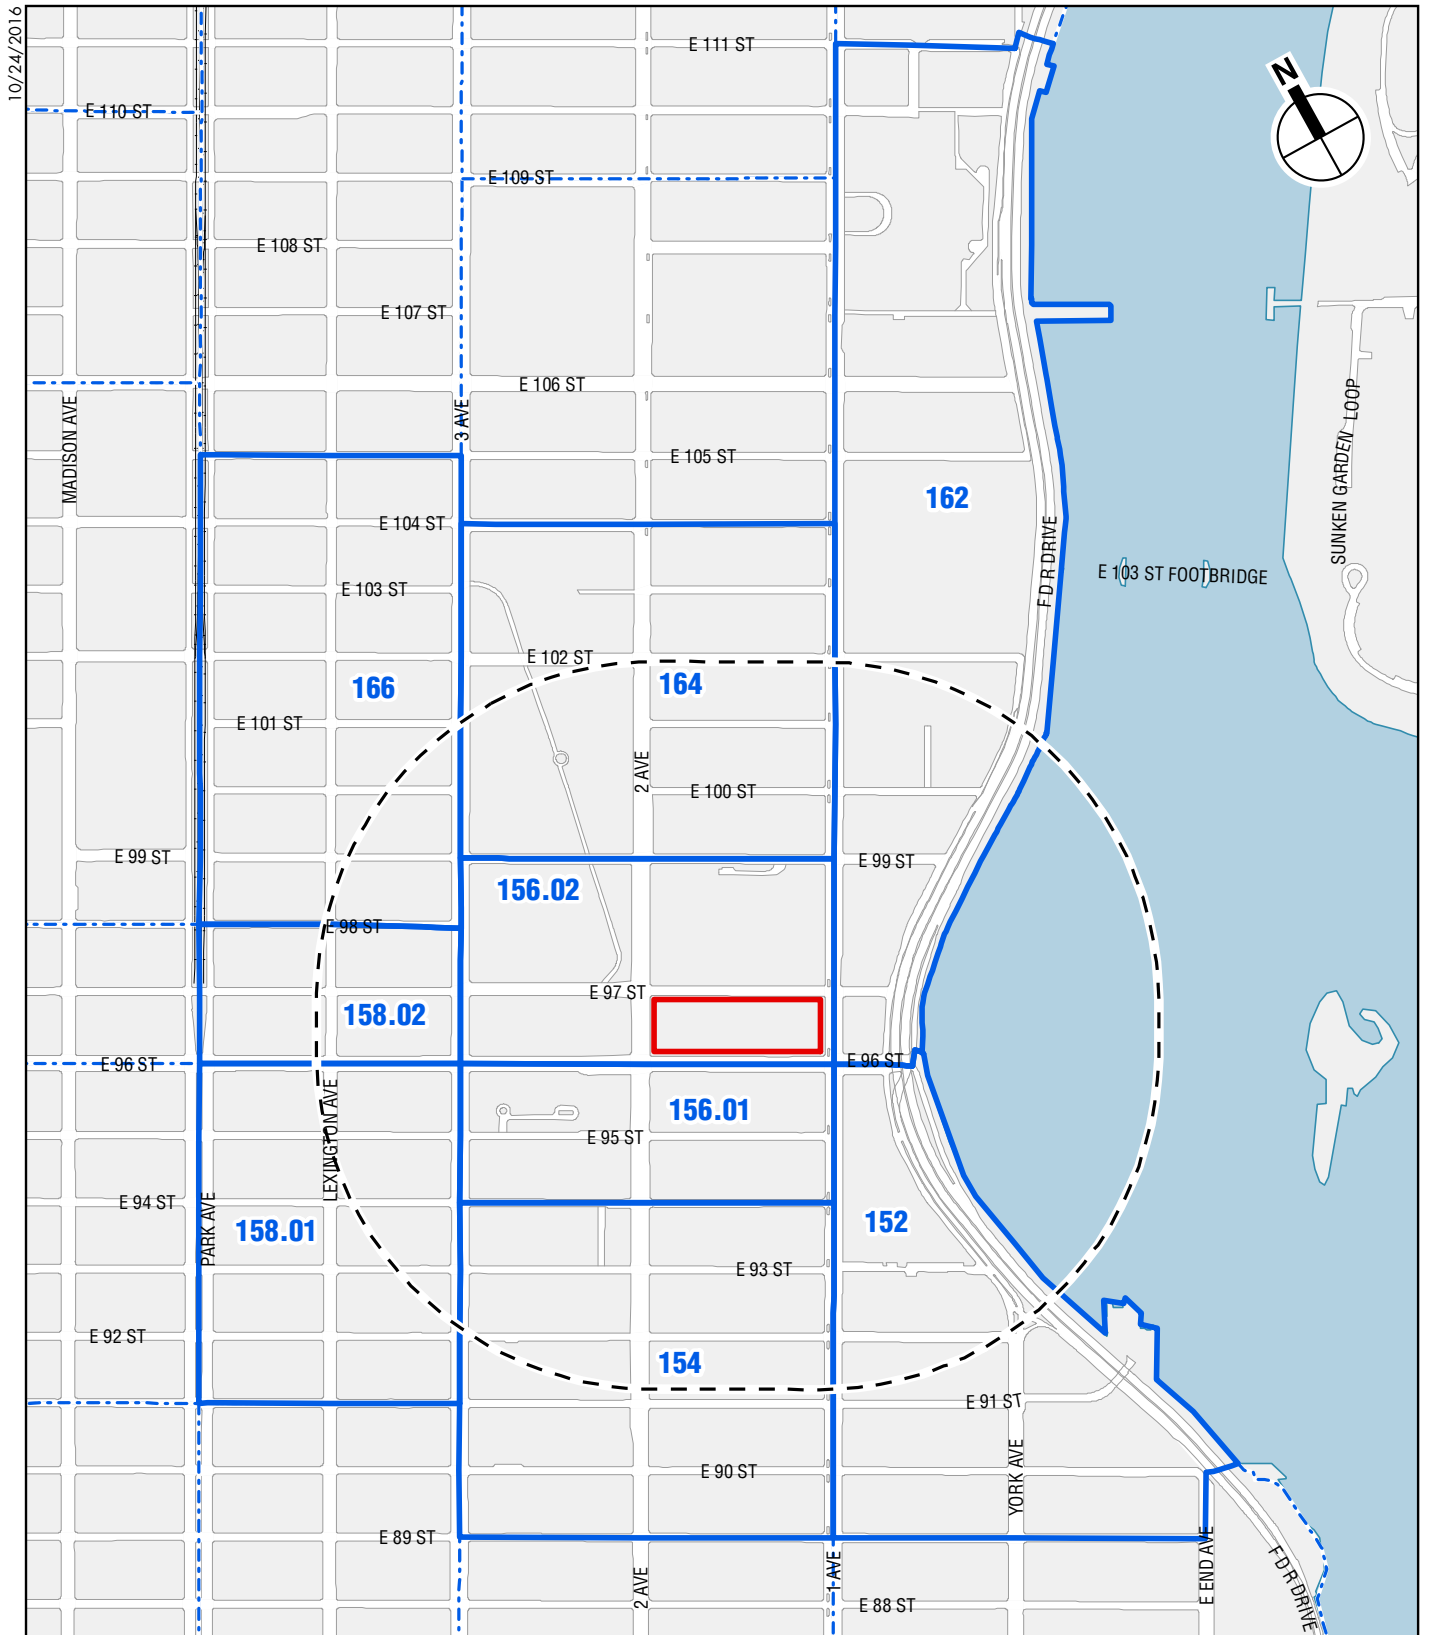 10/24/2016
E 111 ST
N
E 110 ST
E 109 ST
E 108 ST
E 107 ST
E 106 ST
MADISON AVE
3 AVE
SUNKEN GARDEN LOOP
E 105 ST
162
E 104 ST
F D R DRIVE
E 103 ST FOOTBRIDGE
E 103 ST
E 102 ST
166
164
E 101 ST
2 AVE
E 100 ST
E 99 ST
E 99 ST
156.02
E 98 ST
E 97 ST
158.02
E 96 ST
E 96 ST
LEXINGTON AVE
156.01
E 95 ST
E 94 ST
PARK AVE
158.01
152
E 93 ST
E 92 ST
154
E 91 ST
E 90 ST
YORK AVE
E 89 ST
E END AVE
1 AVE
2 AVE
F D R DRIVE
E 88 ST